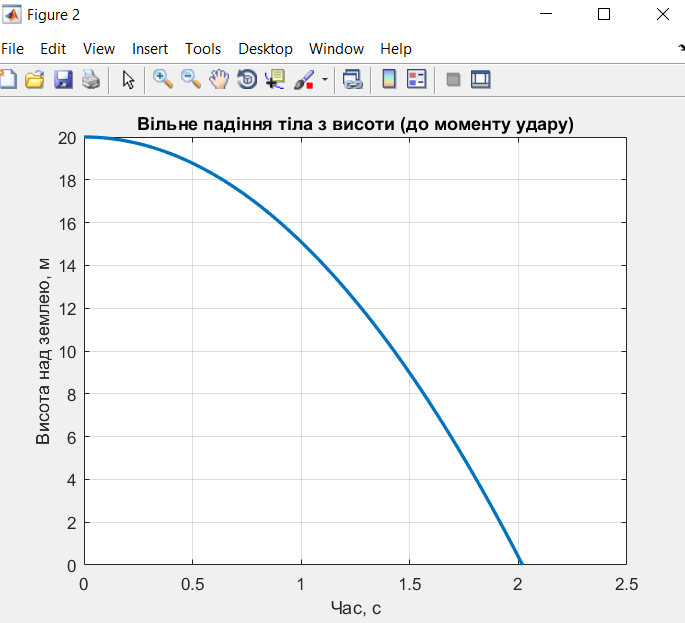 Figure 2
File Edit View Insert Tools Desktop Window Help
Вільне падіння тіла з висоти (до моменту удару)
20
18
16
14
12
10
8
6
4
2
0
Висота над землею, м
0 0.5 1 1.5 2 2.5
Час, с